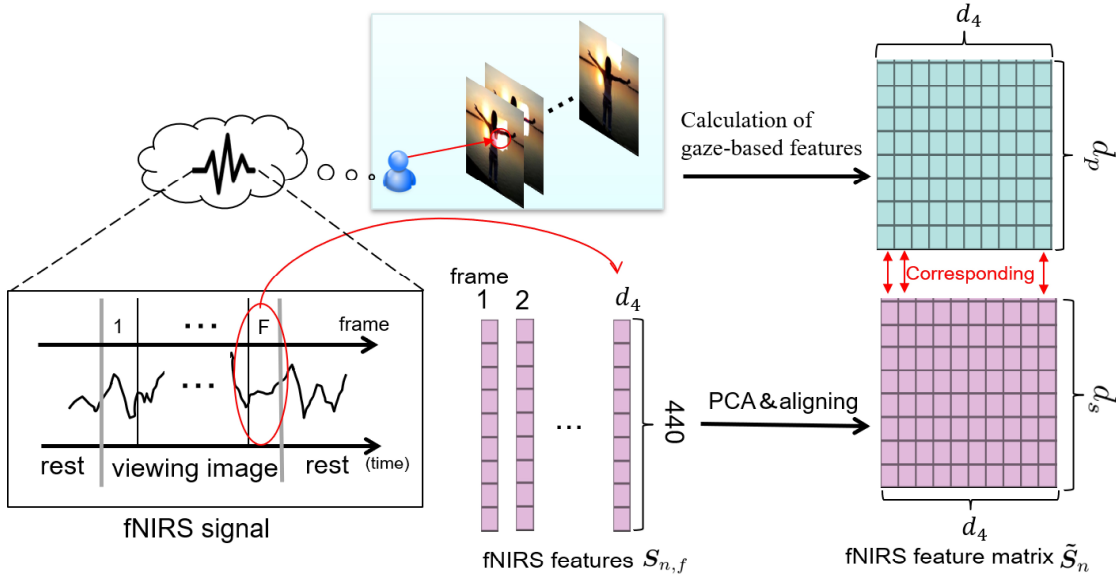 d₄
Calculation of
gaze-based features
dₚ
Corresponding
frame
1 2 d₄
1 ... F frame
...
440
...
PCA&aligning
dₛ
rest viewing image rest (time)
d₄
fNIRS signal
fNIRS features Sₙ,f
fNIRS feature matrix S̃ₙ